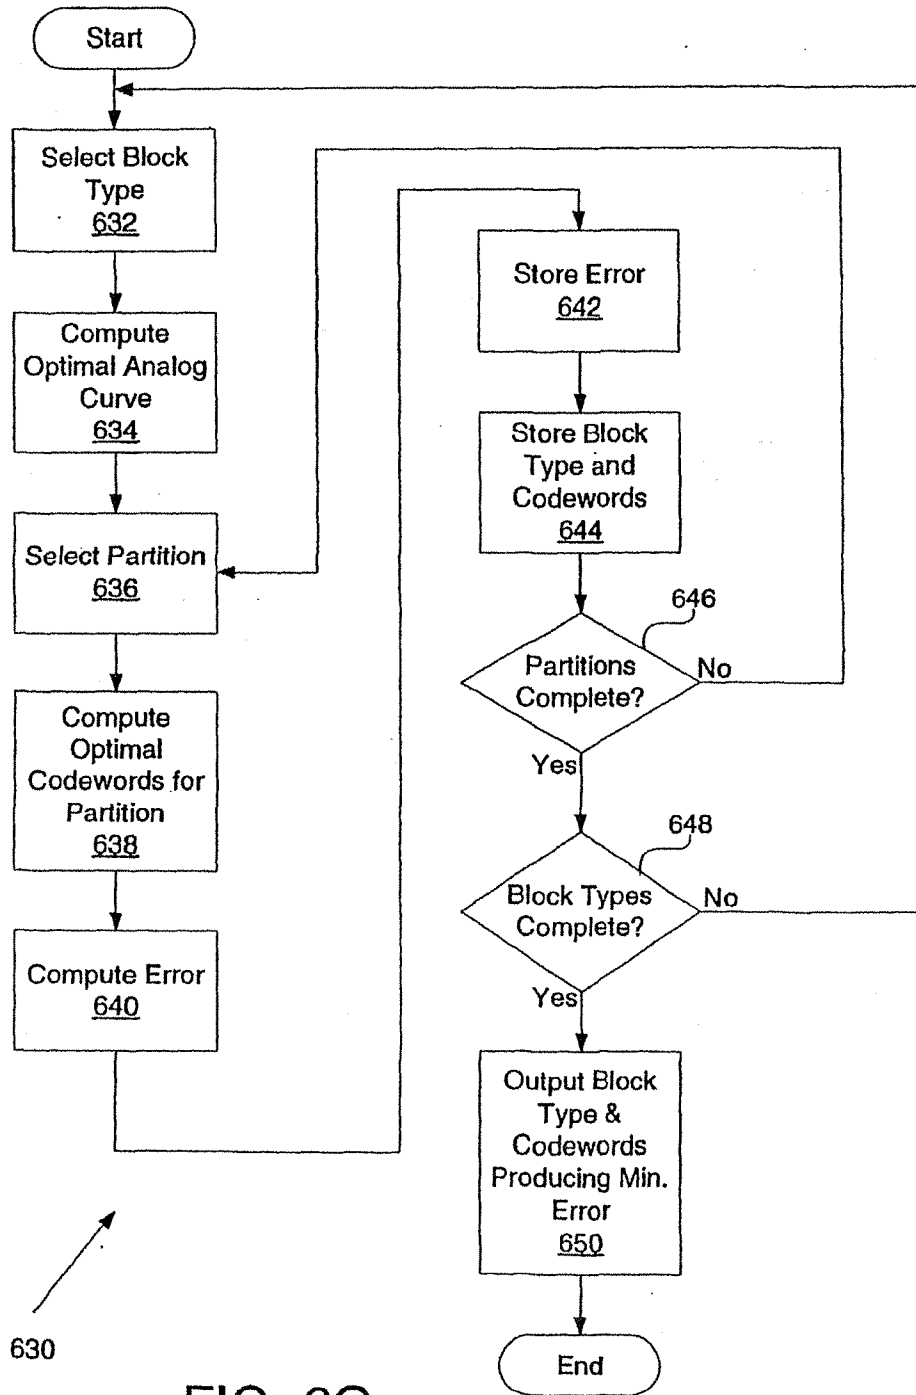 Start
Select Block
Type
632
Compute
Optimal Analog
Curve
634
Select Partition
636
Compute
Optimal
Codewords for
Partition
638
Compute Error
640
Store Error
642
Store Block
Type and
Codewords
644
646
Partitions
Complete?
No
Yes
648
Block Types
Complete?
No
Yes
Output Block
Type &
Codewords
Producing Min.
Error
650
End
630